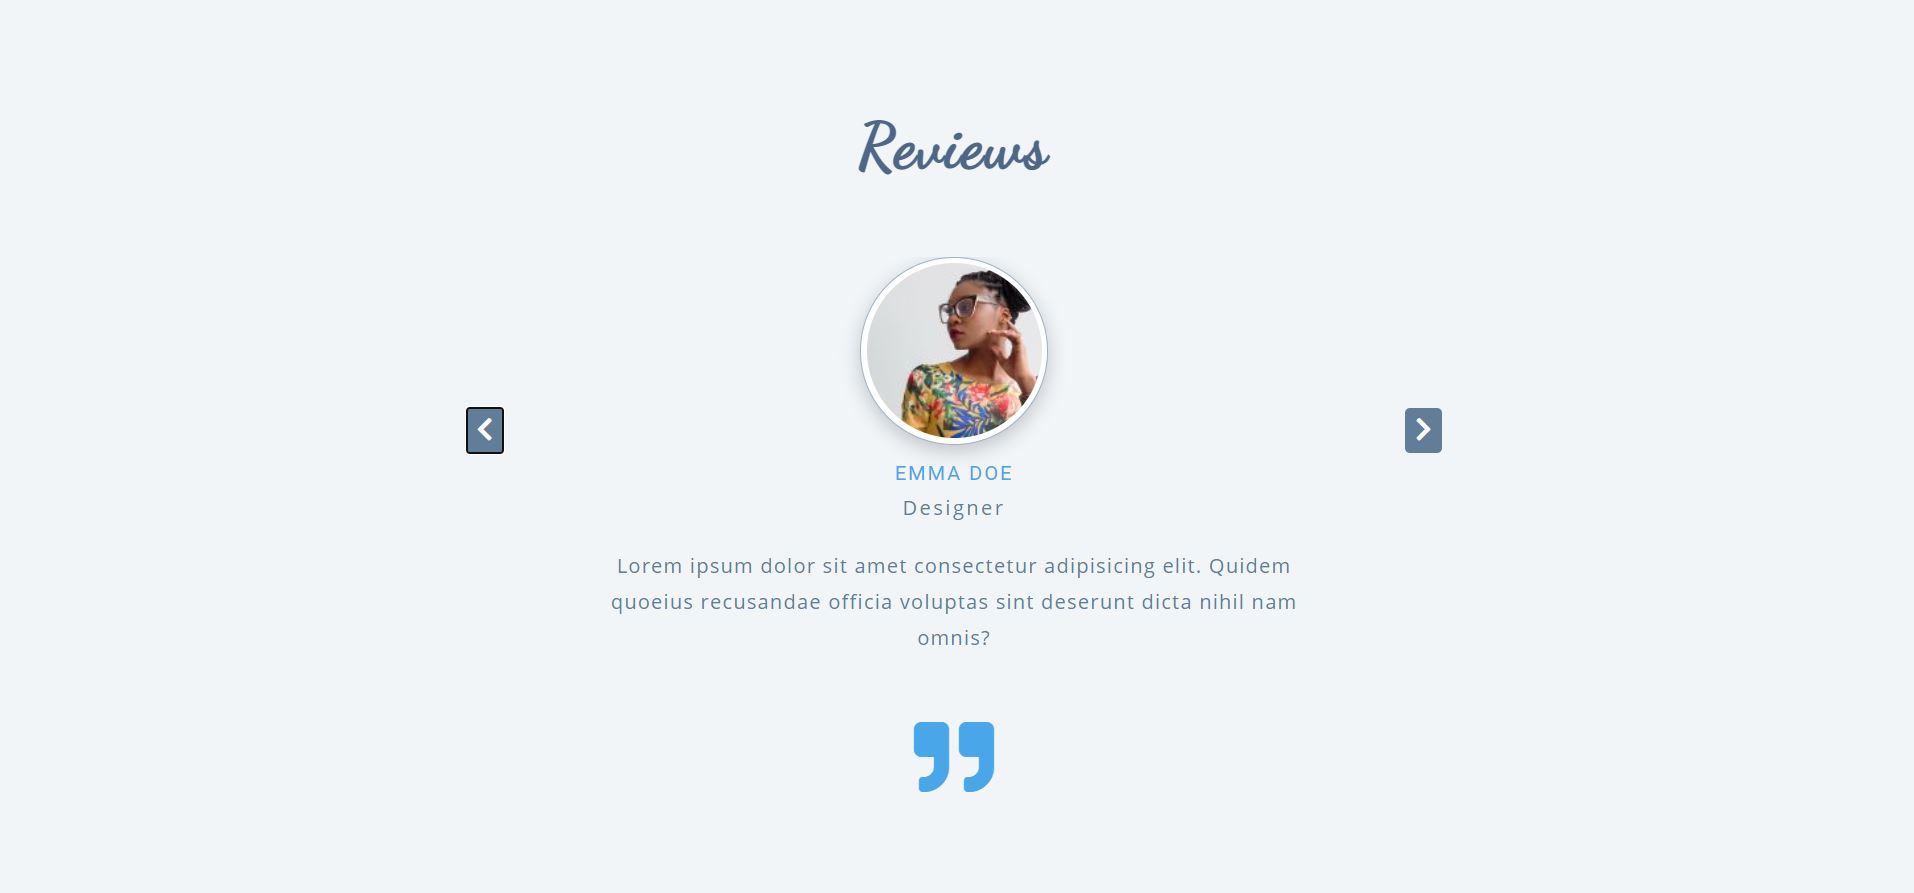 Reviews
EMMA DOE
Designer
Lorem ipsum dolor sit amet consectetur adipisicing elit. Quidem
quoeius recusandae officia voluptas sint deserunt dicta nihil nam
omnis?